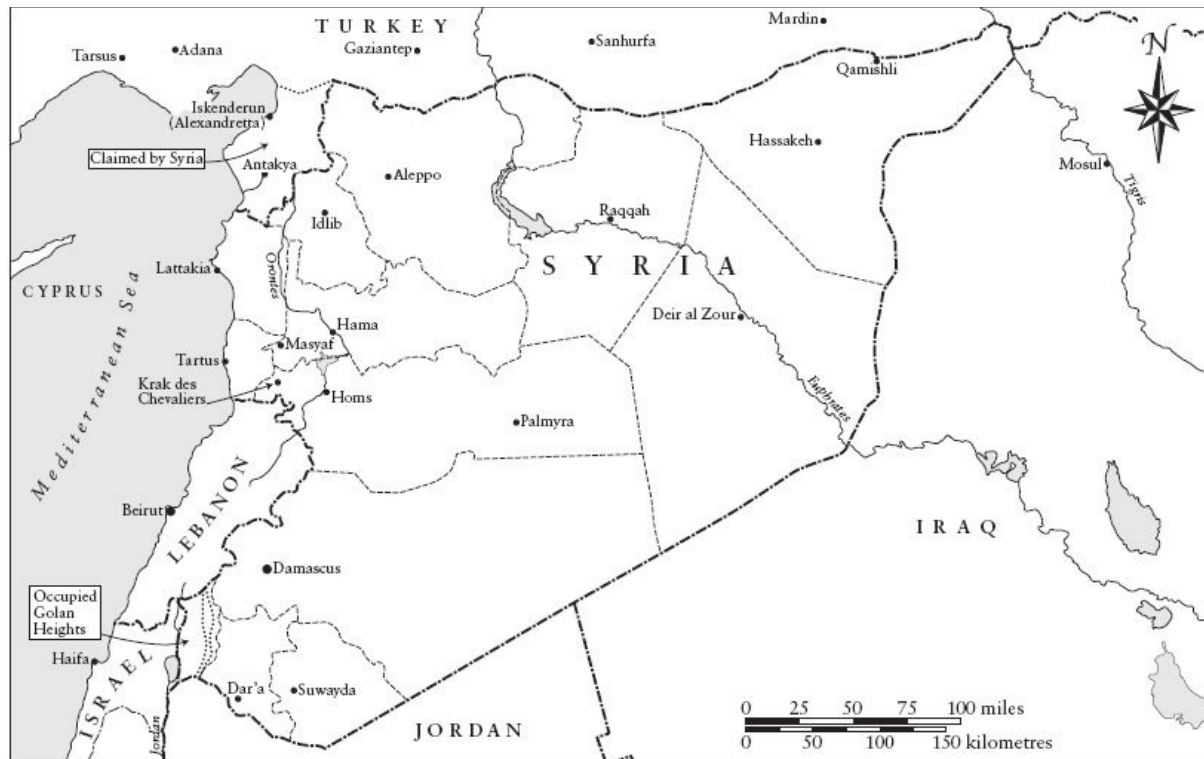 TURKEY
Mardin
Tarsus
Adana
Gaziantep
Sanhurfa
N
Qamishli
Iskenderun
(Alexandretta)
Claimed by Syria
Antakya
Aleppo
Hassakeh
Mosul
Tigris
Idlib
Raqqah
Lattakia
Orontes
SYRIA
CYPRUS
Mediterranean Sea
Hama
Masyaf
Deir al Zour
Tartus
Krak des
Chevaliers
Homs
Euphrates
Palmyra
Beirut
LEBANON
IRAQ
Damascus
Occupied
Golan
Heights
Haifa
ISRAEL
Dar'a
Suwayda
Jordan
JORDAN
0 25 50 75 100 miles
0 50 100 150 kilometres